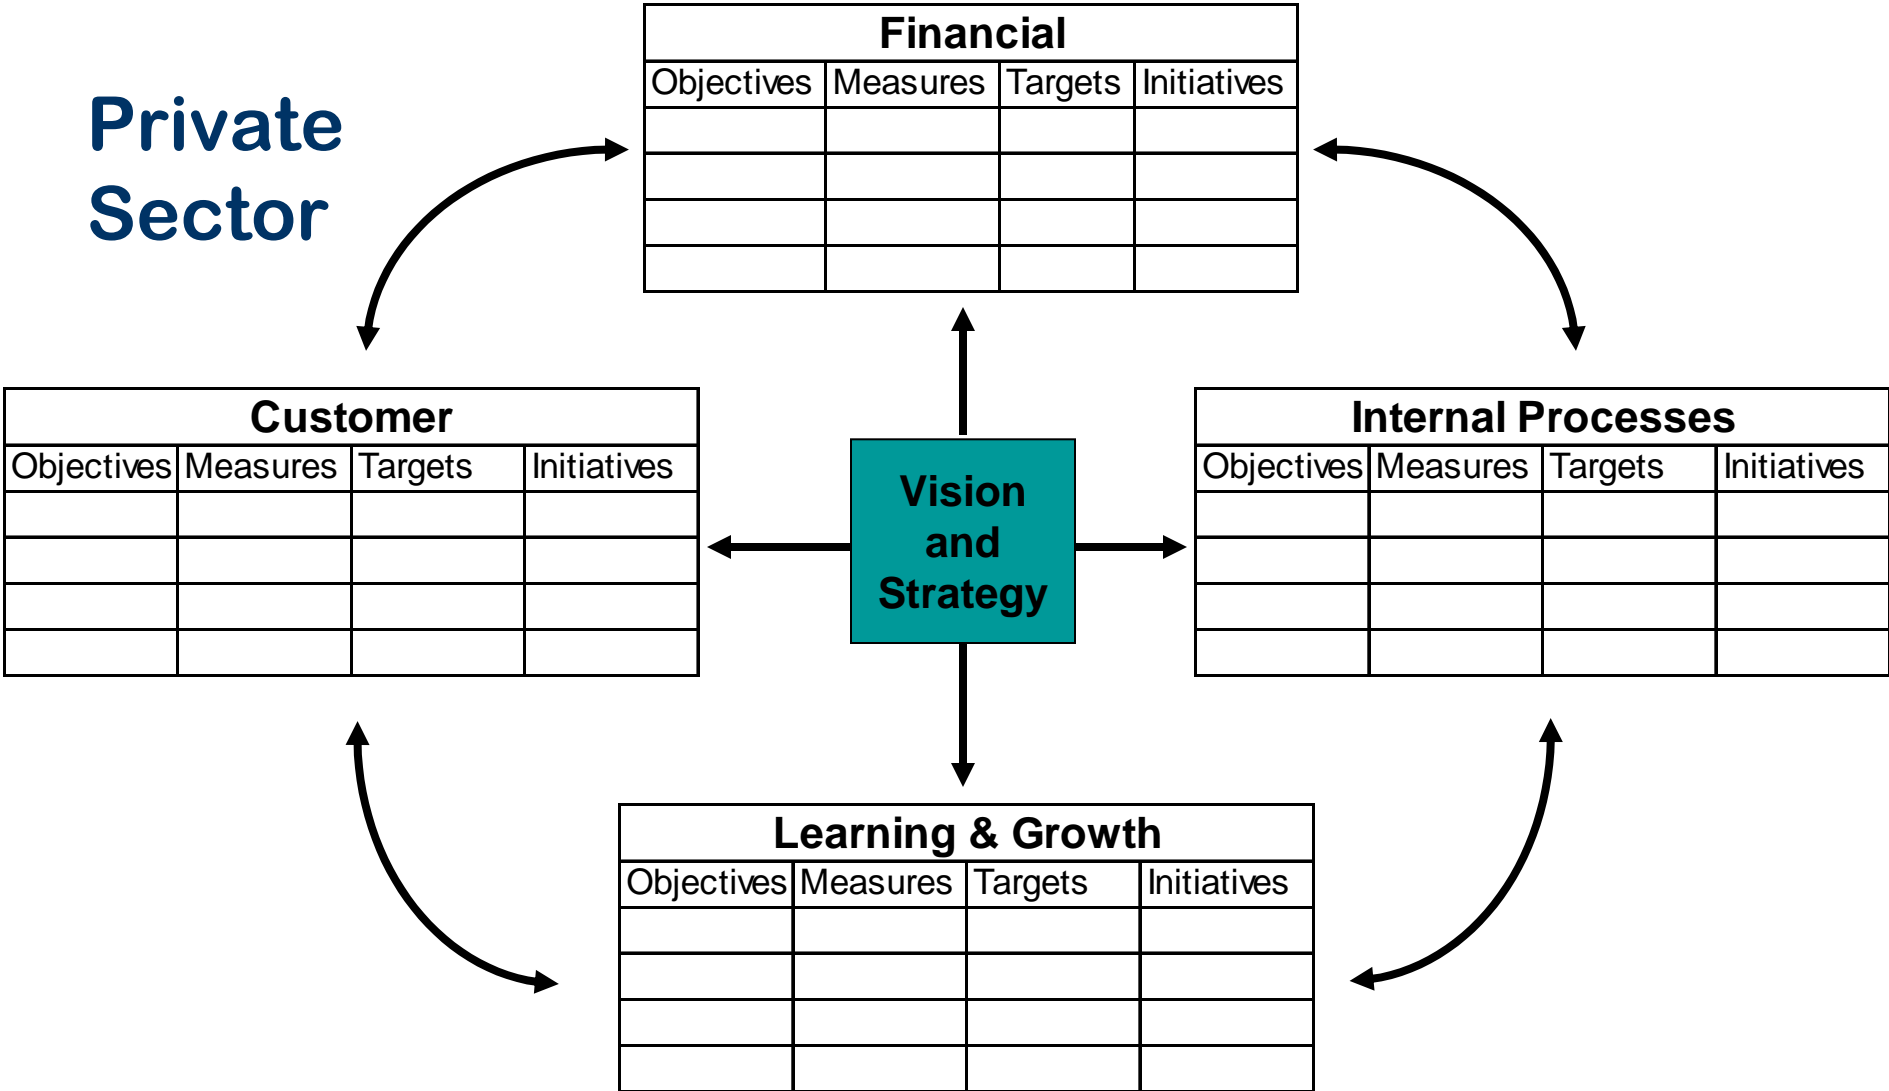 Private
Sector
Financial
Objectives Measures Targets Initiatives
Customer
Objectives Measures Targets Initiatives
Vision
and
Strategy
Internal Processes
Objectives Measures Targets Initiatives
Learning & Growth
Objectives Measures Targets Initiatives